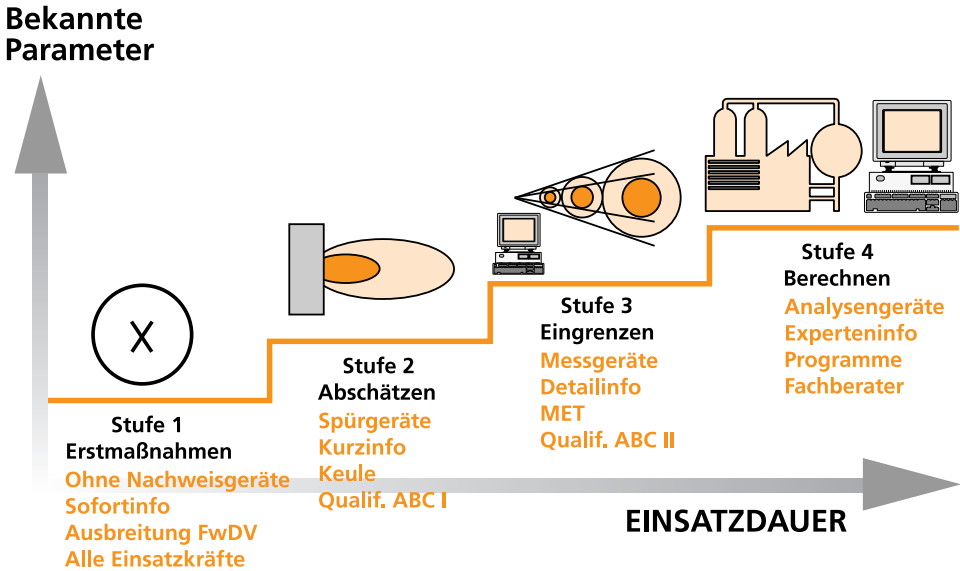 Bekannte
Parameter
X
Stufe 1
Erstmaßnahmen
Ohne Nachweisgeräte
Sofortinfo
Ausbreitung FwDV
Alle Einsatzkräfte
Stufe 2
Abschätzen
Spürgeräte
Kurzinfo
Keule
Qualif. ABC I
Stufe 3
Eingrenzen
Messgeräte
Detailinfo
MET
Qualif. ABC II
Stufe 4
Berechnen
Analysengeräte
Experteninfo
Programme
Fachberater
EINSATZDAUER